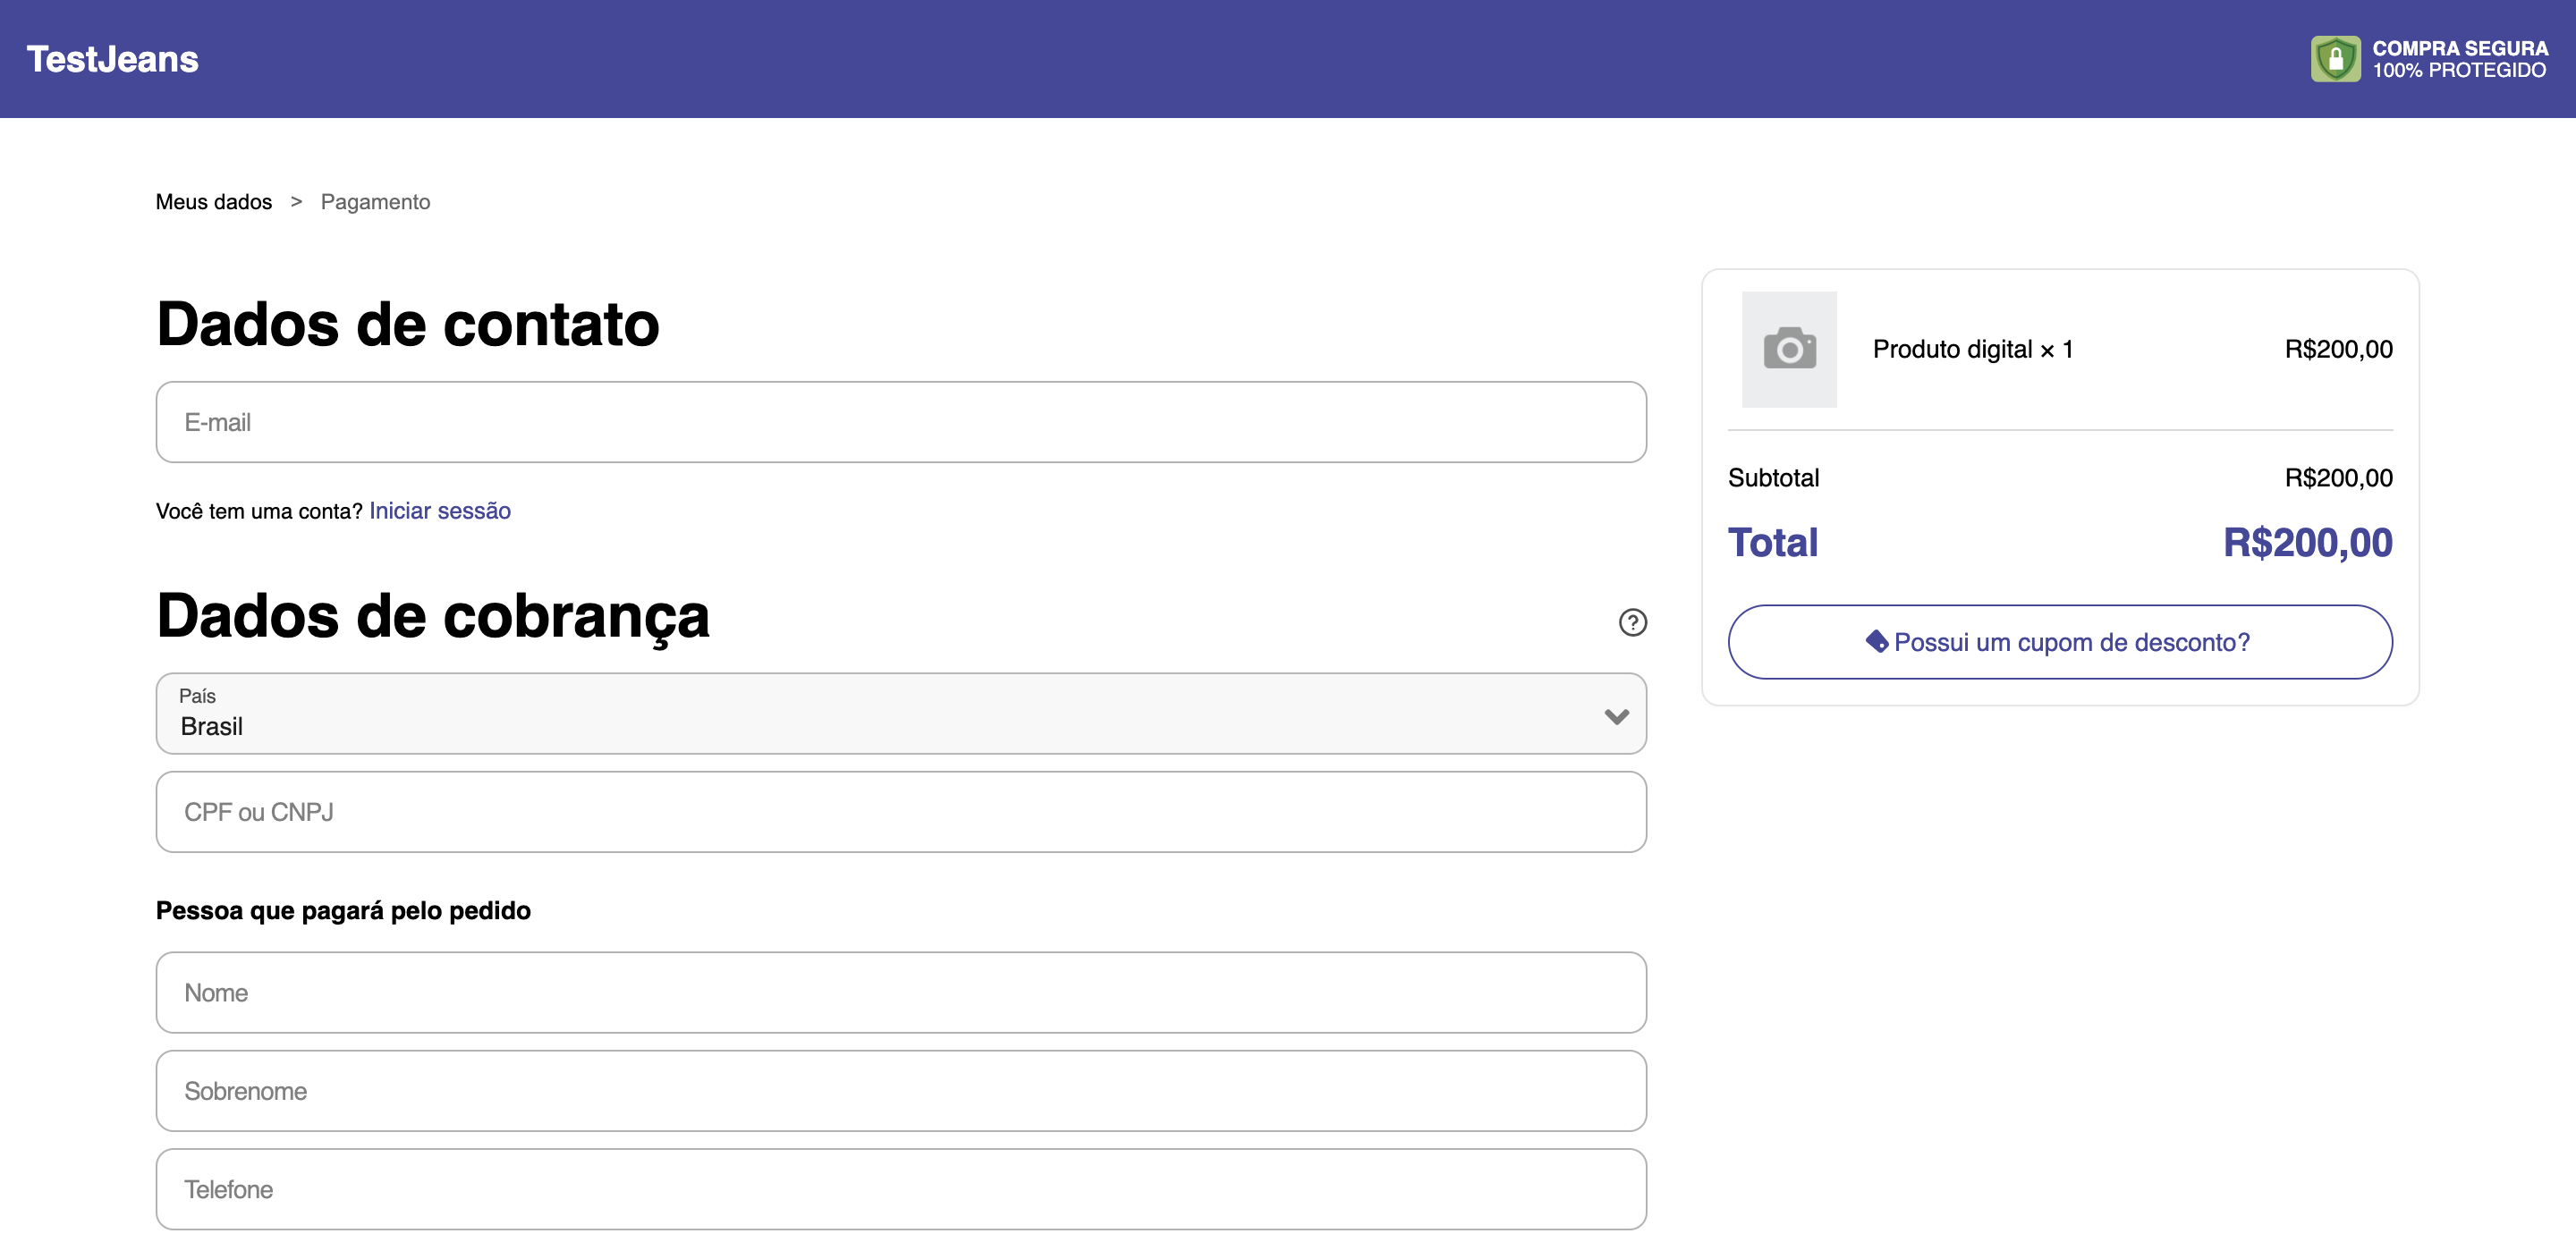 TestJeans
COMPRA SEGURA
100% PROTEGIDO
Meus dados > Pagamento
Dados de contato
E-mail
Você tem uma conta? Iniciar sessão
Dados de cobrança
?
País
Brasil
CPF ou CNPJ
Pessoa que pagará pelo pedido
Nome
Sobrenome
Telefone
Produto digital × 1 R$200,00
Subtotal R$200,00
Total R$200,00
Possui um cupom de desconto?